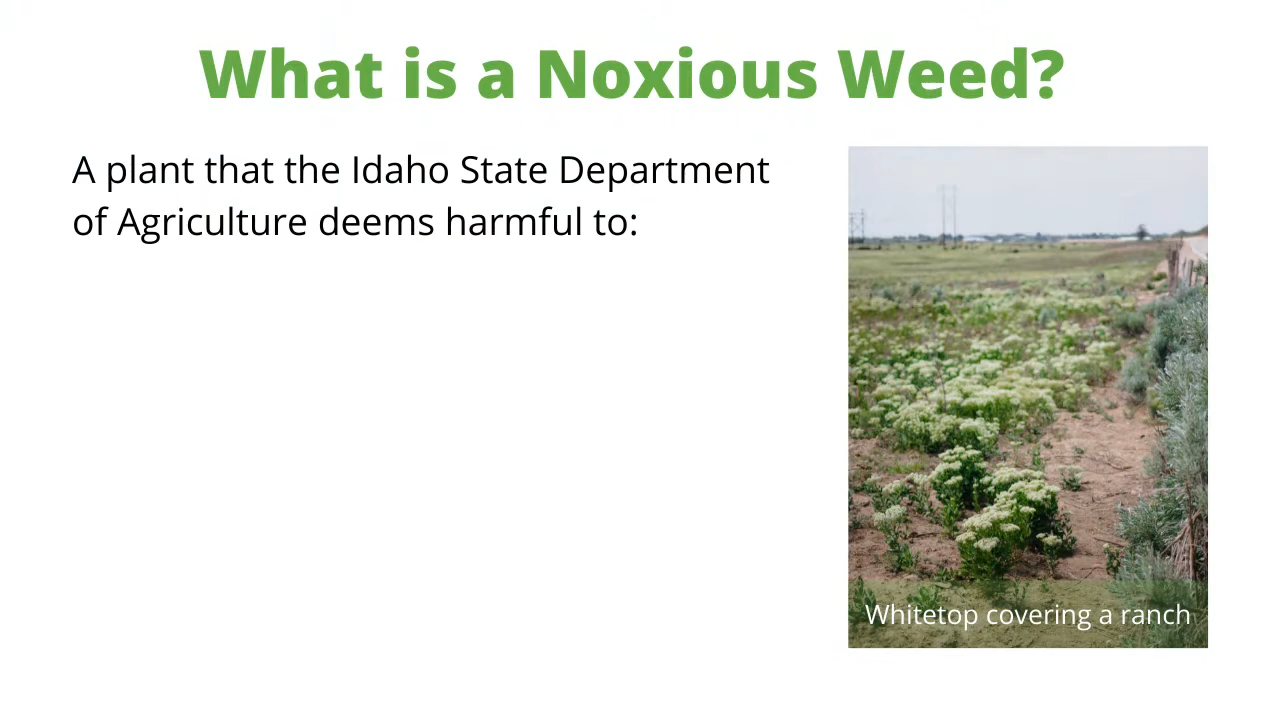 What is a Noxious Weed?
A plant that the Idaho State Department
of Agriculture deems harmful to:
Whitetop covering a ranch